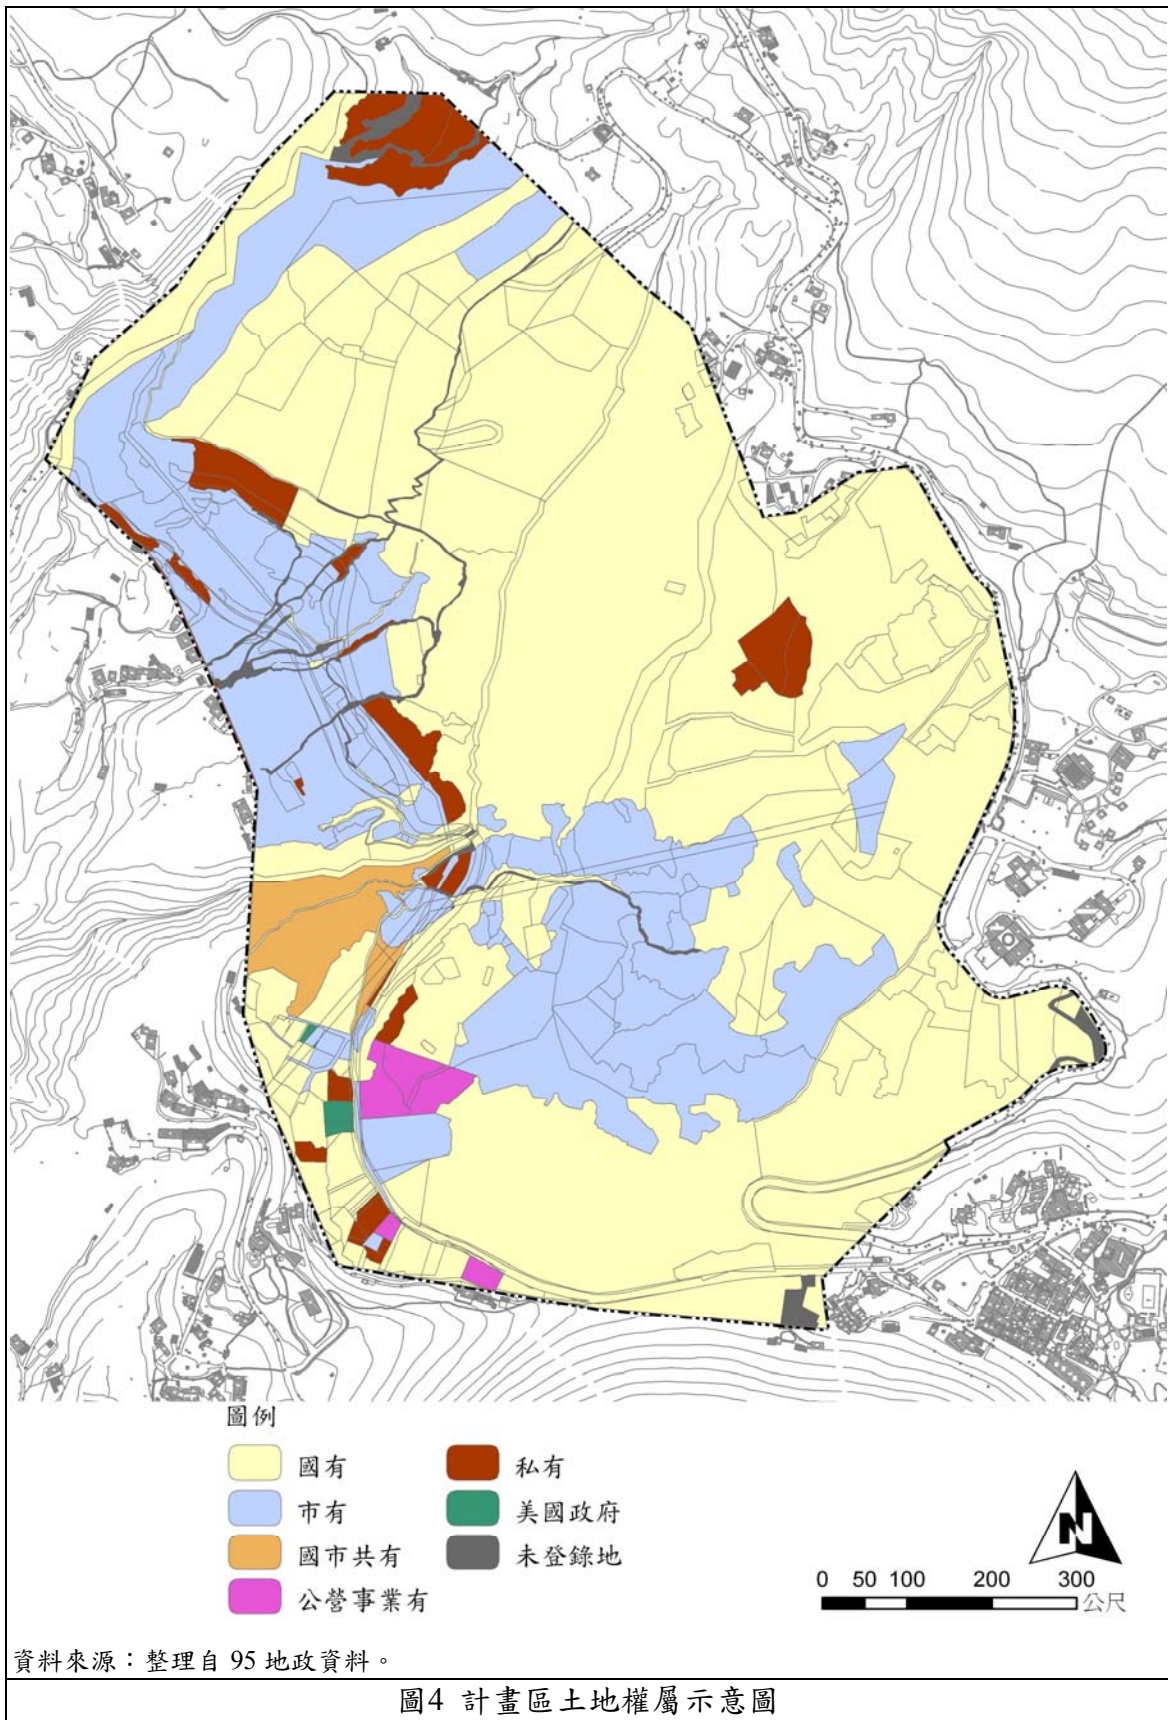 圖例
國有
私有
市有
美國政府
國市共有
未登錄地
公營事業有
N
0 50 100 200 300
公尺
資料來源：整理自 95 地政資料。
圖4 計畫區土地權屬示意圖